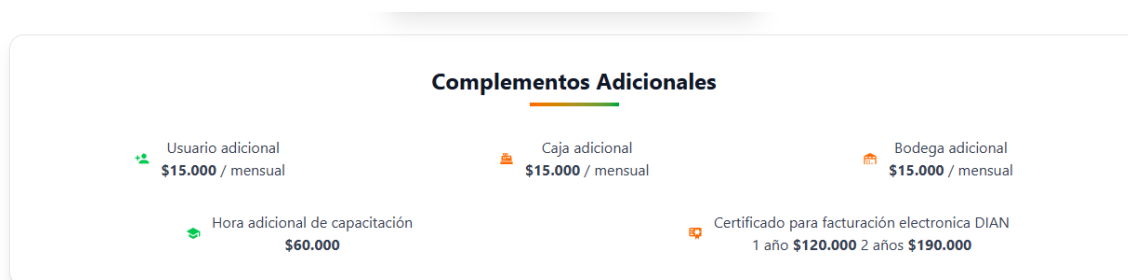 Complementos Adicionales
Usuario adicional
$15.000 / mensual
Caja adicional
$15.000 / mensual
Bodega adicional
$15.000 / mensual
Hora adicional de capacitación
$60.000
Certificado para facturación electronica DIAN
1 año $120.000 2 años $190.000